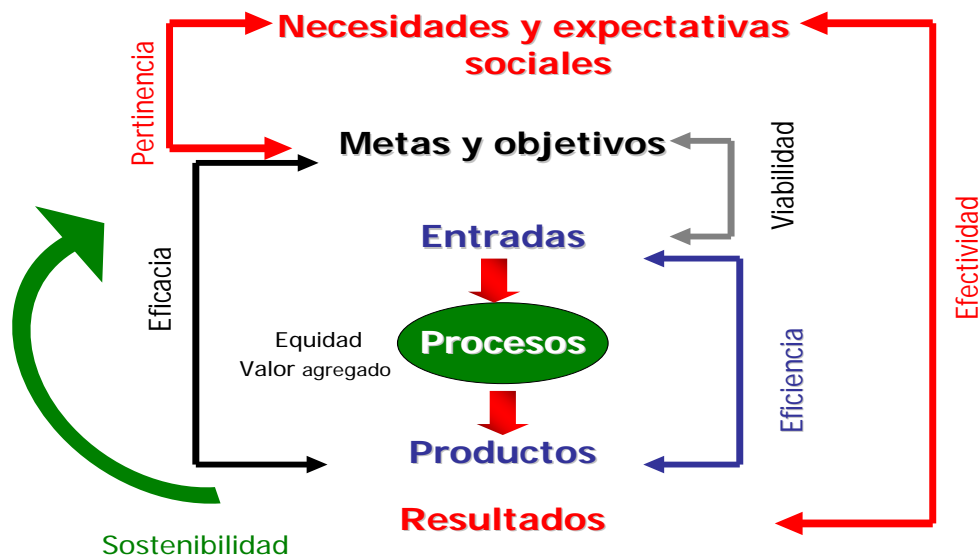 Necesidades y expectativas
sociales
Pertinencia
Metas y objetivos
Viabilidad
Efectividad
Entradas
Eficacia
Equidad
Valor agregado
Procesos
Eficiencia
Productos
Resultados
Sostenibilidad